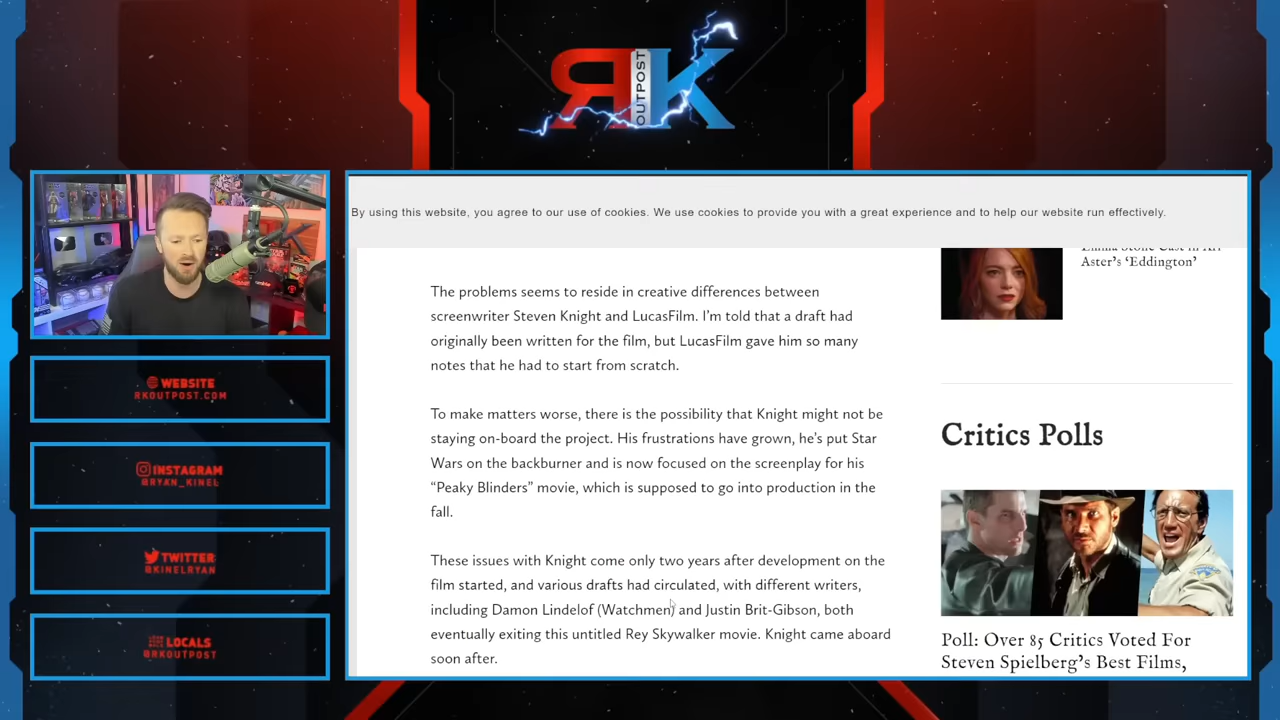 RK
OUTPOST
WEBSITE
RKOUTPOST.COM
INSTAGRAM
@RYAN_KINEL
TWITTER
@KINELRYAN
LOCALS
@RKOUTPOST
By using this website, you agree to our use of cookies. We use cookies to provide you with a great experience and to help our website run effectively.
The problems seems to reside in creative differences between
screenwriter Steven Knight and LucasFilm. I’m told that a draft had
originally been written for the film, but LucasFilm gave him so many
notes that he had to start from scratch.
To make matters worse, there is the possibility that Knight might not be
staying on-board the project. His frustrations have grown, he’s put Star
Wars on the backburner and is now focused on the screenplay for his
“Peaky Blinders” movie, which is supposed to go into production in the
fall.
These issues with Knight come only two years after development on the
film started, and various drafts had circulated, with different writers,
including Damon Lindelof (Watchmen) and Justin Brit-Gibson, both
eventually exiting this untitled Rey Skywalker movie. Knight came aboard
soon after.
Emma Stone Cast in Ari
Aster’s ‘Eddington’
Critics Polls
Poll: Over 85 Critics Voted For
Steven Spielberg’s Best Films,